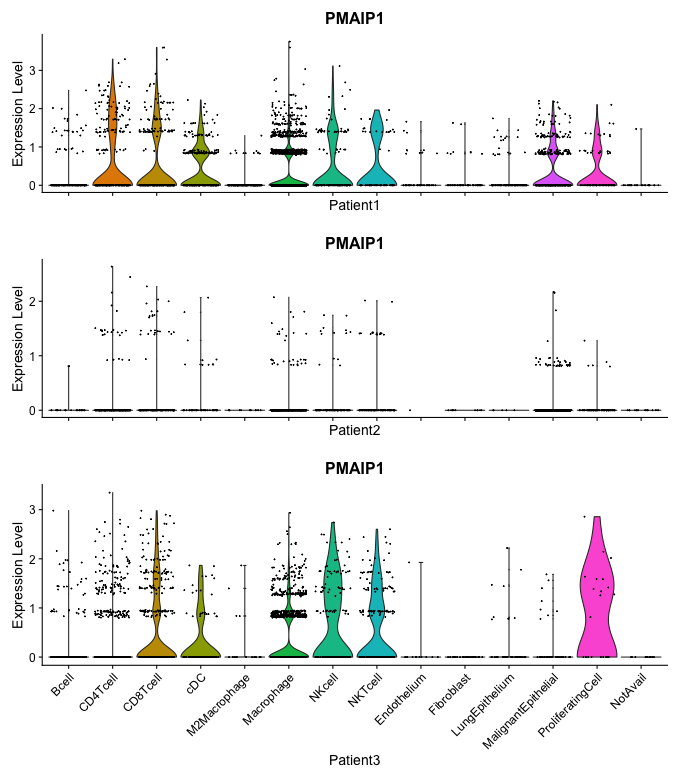 PMAIP1
Expression Level
3
2
1
0
Patient1
PMAIP1
Expression Level
2
1
0
Patient2
PMAIP1
Expression Level
3
2
1
0
Bcell
CD4Tcell
CD8Tcell
cDC
M2Macrophage
Macrophage
NKcell
NKTcell
Endothelium
Fibroblast
LungEpithelium
MalignantEpithelial
ProliferatingCell
NotAvail
Patient3